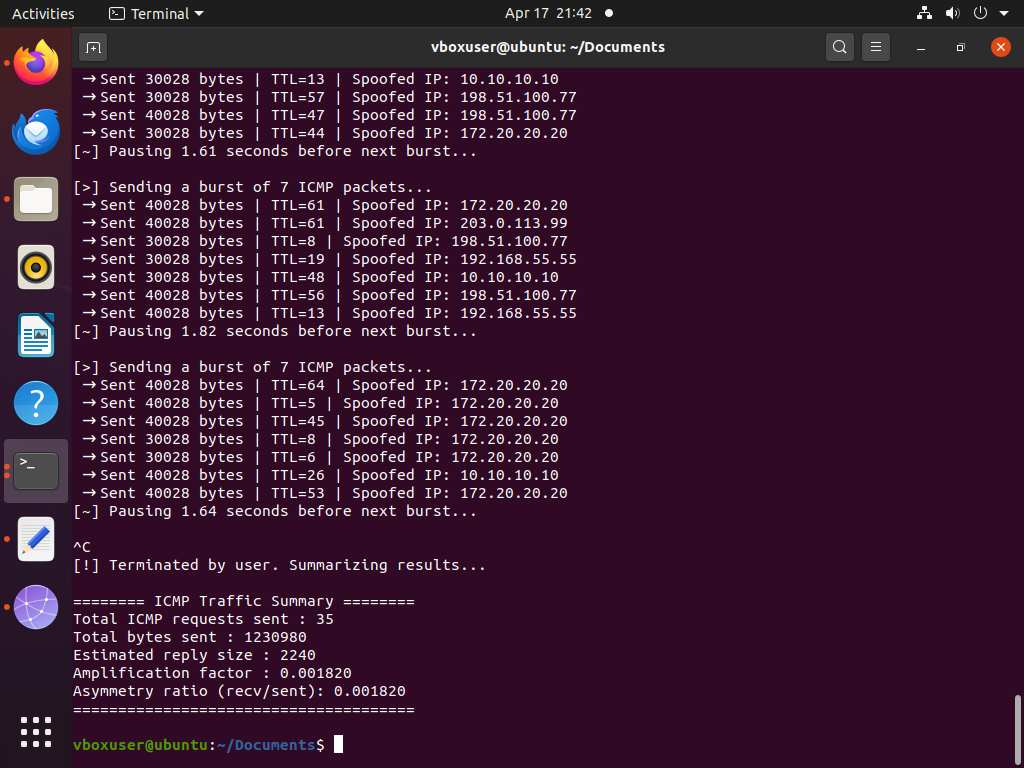 Activities
Terminal
Apr 17 21:42
vboxuser@ubuntu: ~/Documents
→Sent 30028 bytes | TTL=13 | Spoofed IP: 10.10.10.10
→Sent 30028 bytes | TTL=57 | Spoofed IP: 198.51.100.77
→Sent 40028 bytes | TTL=47 | Spoofed IP: 198.51.100.77
→Sent 30028 bytes | TTL=44 | Spoofed IP: 172.20.20.20
[~] Pausing 1.61 seconds before next burst...
[>] Sending a burst of 7 ICMP packets...
→Sent 40028 bytes | TTL=61 | Spoofed IP: 172.20.20.20
→Sent 40028 bytes | TTL=61 | Spoofed IP: 203.0.113.99
→Sent 30028 bytes | TTL=8 | Spoofed IP: 198.51.100.77
→Sent 30028 bytes | TTL=19 | Spoofed IP: 192.168.55.55
→Sent 30028 bytes | TTL=48 | Spoofed IP: 10.10.10.10
→Sent 40028 bytes | TTL=56 | Spoofed IP: 198.51.100.77
→Sent 40028 bytes | TTL=13 | Spoofed IP: 192.168.55.55
[~] Pausing 1.82 seconds before next burst...
[>] Sending a burst of 7 ICMP packets...
→Sent 40028 bytes | TTL=64 | Spoofed IP: 172.20.20.20
→Sent 40028 bytes | TTL=5 | Spoofed IP: 172.20.20.20
→Sent 40028 bytes | TTL=45 | Spoofed IP: 172.20.20.20
→Sent 30028 bytes | TTL=8 | Spoofed IP: 172.20.20.20
→Sent 30028 bytes | TTL=6 | Spoofed IP: 172.20.20.20
→Sent 40028 bytes | TTL=26 | Spoofed IP: 10.10.10.10
→Sent 40028 bytes | TTL=53 | Spoofed IP: 172.20.20.20
[~] Pausing 1.64 seconds before next burst...
^C
[!] Terminated by user. Summarizing results...
======== ICMP Traffic Summary ========
Total ICMP requests sent : 35
Total bytes sent : 1230980
Estimated reply size : 2240
Amplification factor : 0.001820
Asymmetry ratio (recv/sent): 0.001820
======================================
vboxuser@ubuntu:~/Documents$